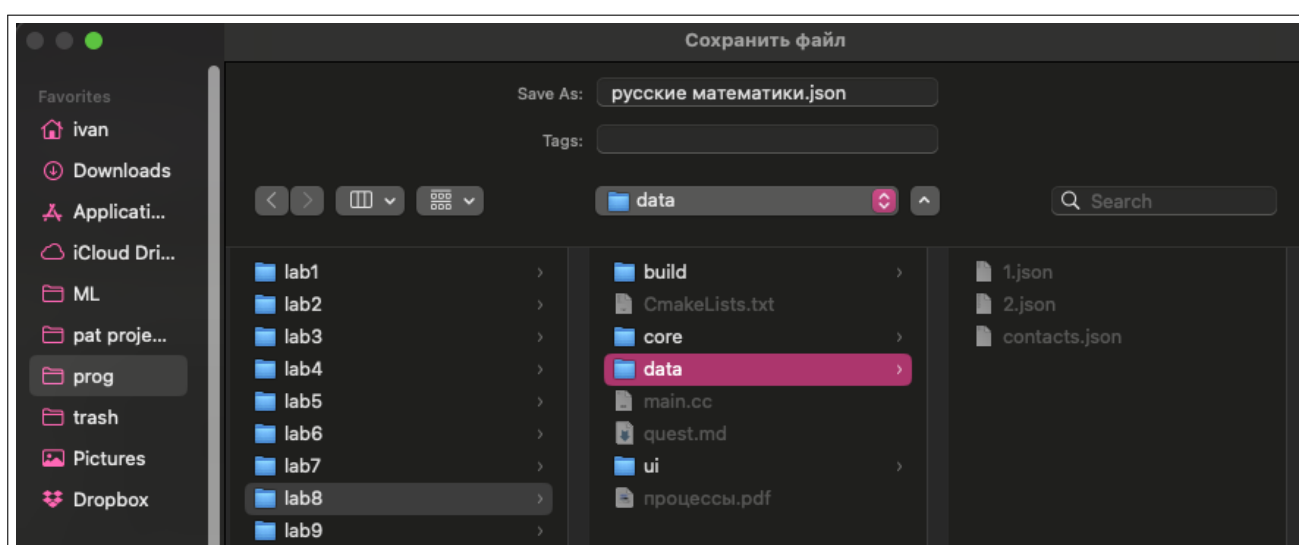 Сохранить файл
Save As: русские математики.json
Tags:
data
Search
Favorites
ivan
Downloads
Applicati...
iCloud Dri...
ML
pat proje...
prog
trash
Pictures
Dropbox
lab1
lab2
lab3
lab4
lab5
lab6
lab7
lab8
lab9
build
CmakeLists.txt
core
data
main.cc
quest.md
ui
процессы.pdf
1.json
2.json
contacts.json